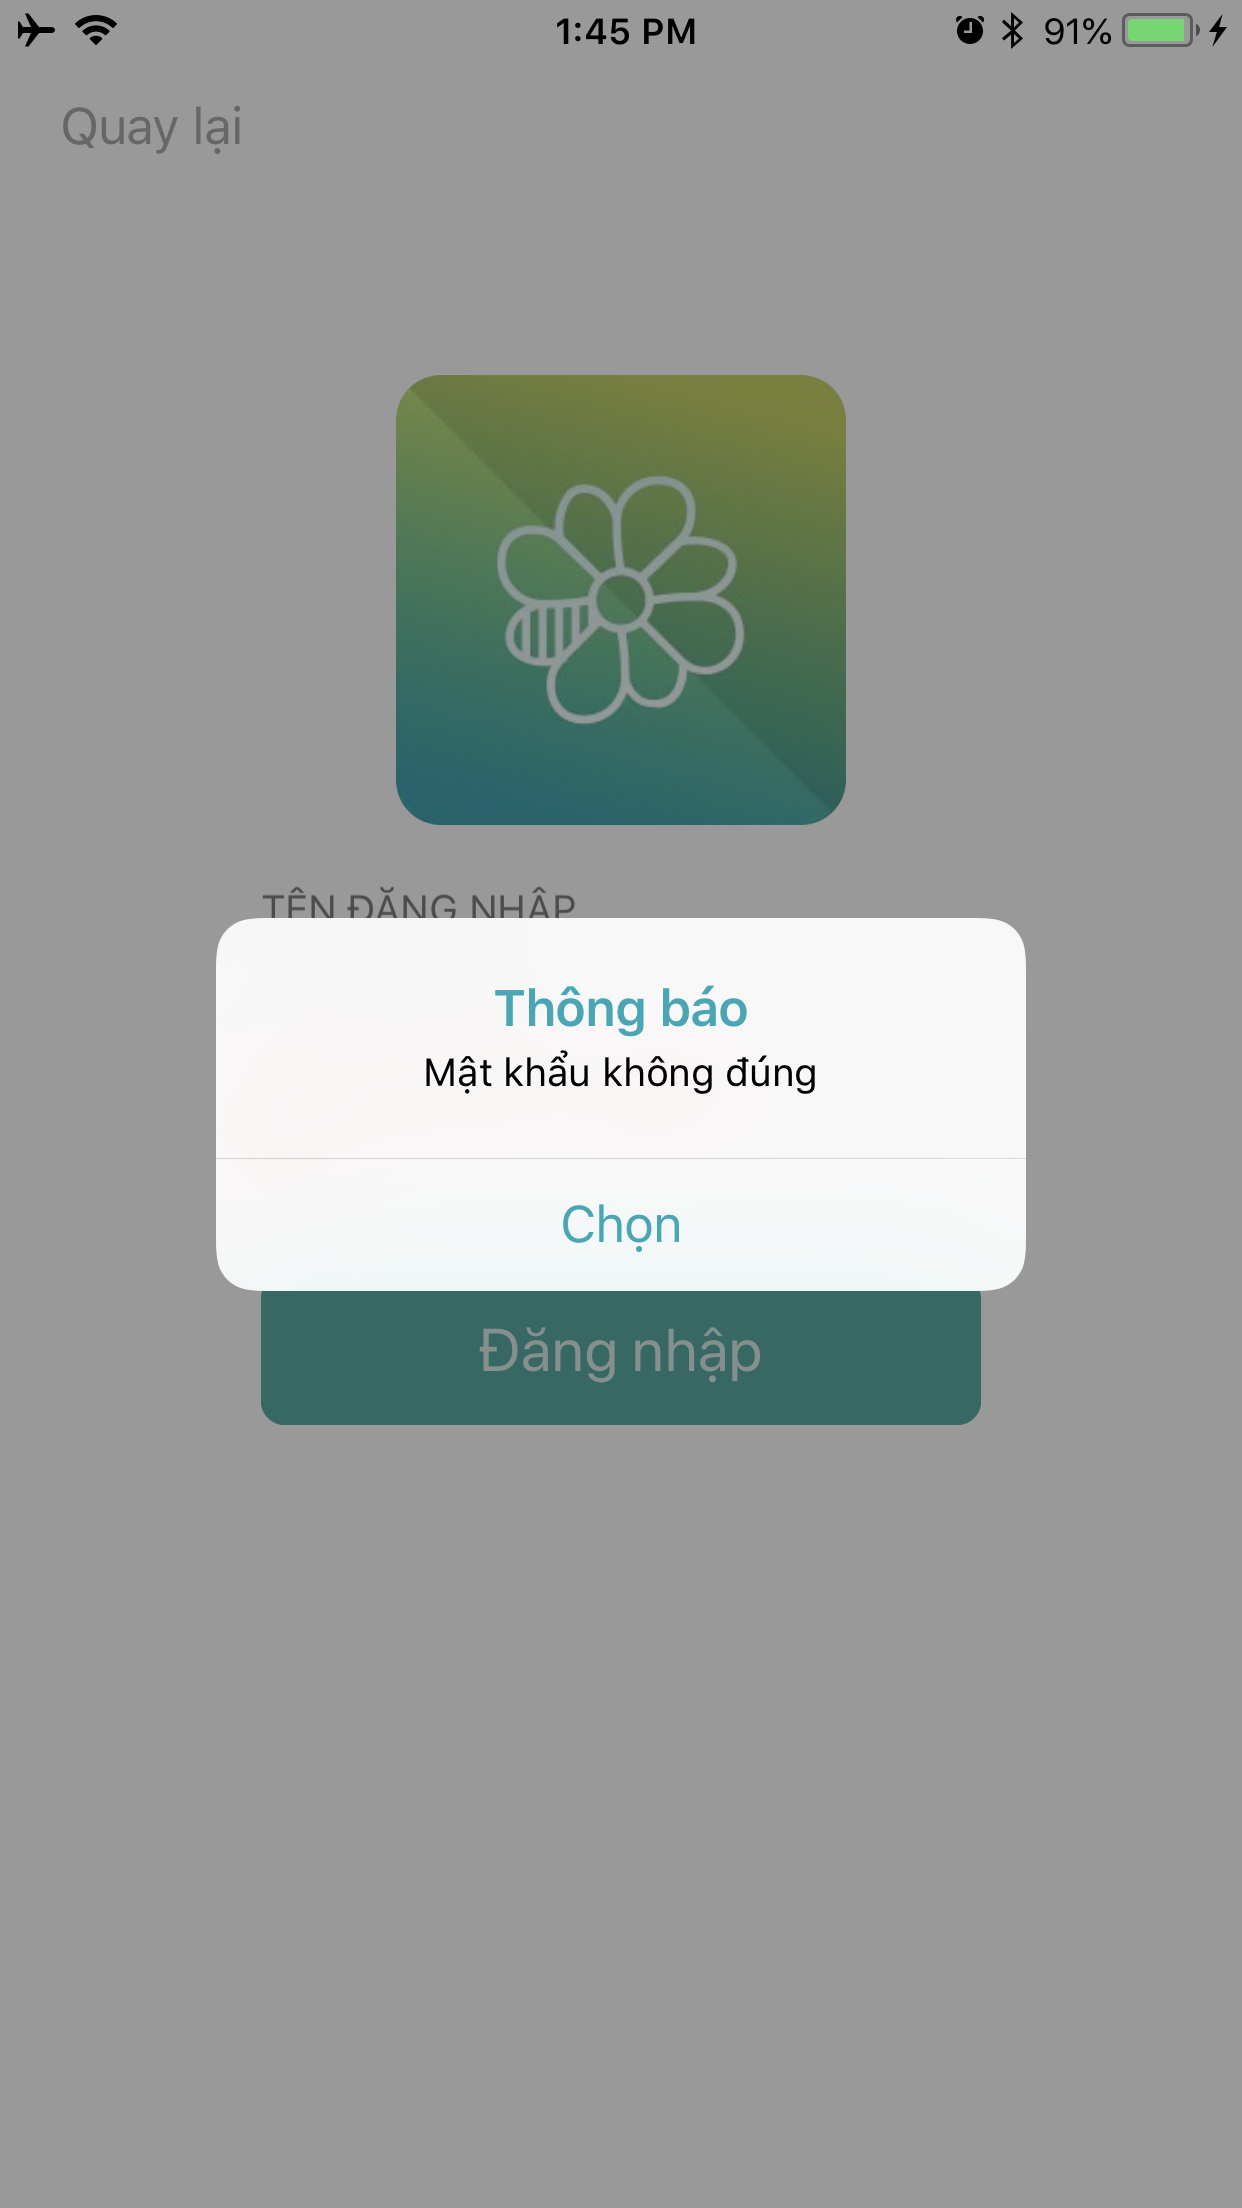 1:45 PM
91%
Quay lại
TÊN ĐĂNG NHẬP
Thông báo
Mật khẩu không đúng
Chọn
Đăng nhập